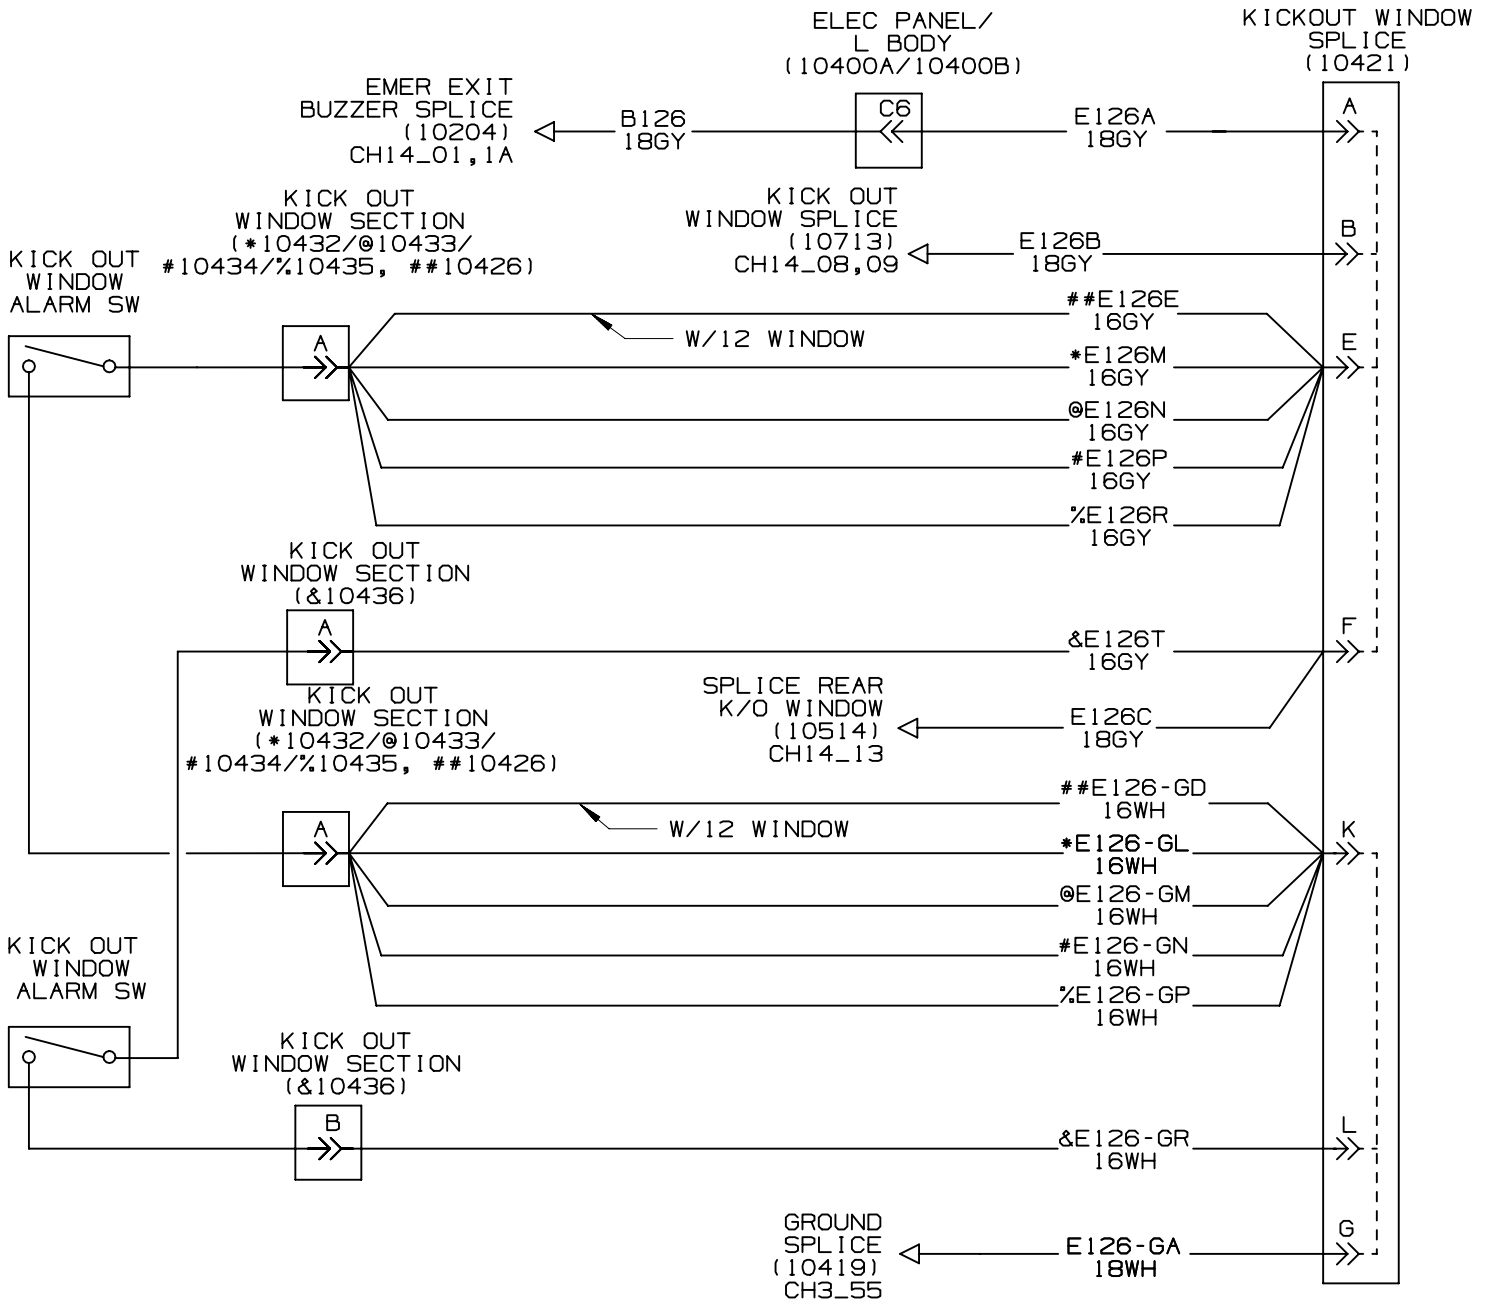 ELEC PANEL/
L BODY
(10400A/10400B)
KICKOUT WINDOW
SPLICE
(10421)
EMER EXIT
BUZZER SPLICE
(10204)
CH14_01,1A
B126
18GY
C6
E126A
18GY
A
KICK OUT
WINDOW SECTION
(*10432/@10433/
#10434/%10435, ##10426)
KICK OUT
WINDOW SPLICE
(10713)
CH14_08,09
E126B
18GY
B
KICK OUT
WINDOW
ALARM SW
A
W/12 WINDOW
##E126E
16GY
*E126M
16GY
@E126N
16GY
#E126P
16GY
%E126R
16GY
E
KICK OUT
WINDOW SECTION
(&10436)
A
&E126T
16GY
F
SPLICE REAR
K/O WINDOW
(10514)
CH14_13
E126C
18GY
KICK OUT
WINDOW SECTION
(*10432/@10433/
#10434/%10435, ##10426)
A
W/12 WINDOW
##E126-GD
16WH
*E126-GL
16WH
@E126-GM
16WH
#E126-GN
16WH
%E126-GP
16WH
K
KICK OUT
WINDOW
ALARM SW
KICK OUT
WINDOW SECTION
(&10436)
B
&E126-GR
16WH
L
GROUND
SPLICE
(10419)
CH3_55
E126-GA
18WH
G